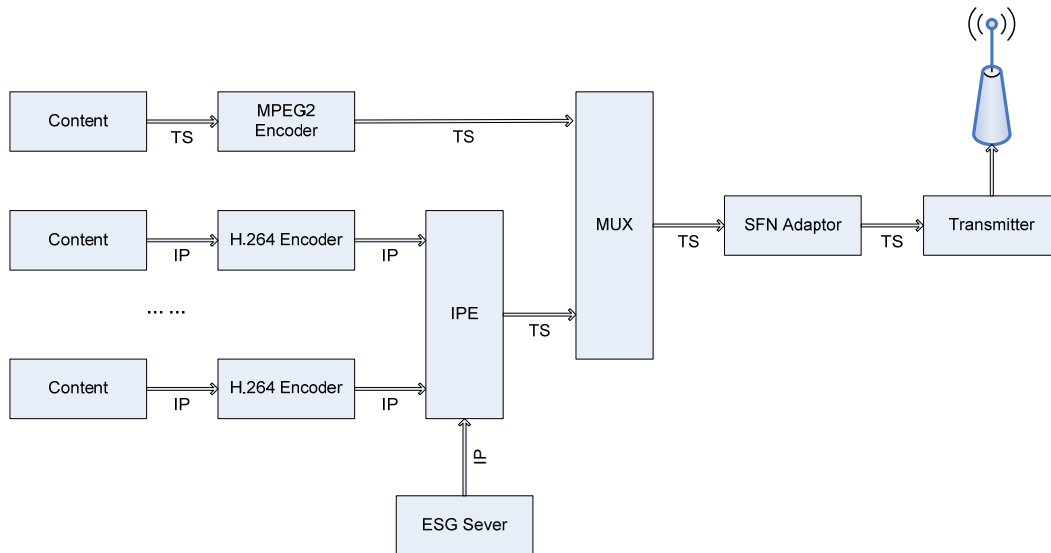 Content
TS
MPEG2
Encoder
TS
Content
IP
H.264 Encoder
IP
... ...
Content
IP
H.264 Encoder
IP
IPE
TS
IP
ESG Sever
MUX
TS
SFN Adaptor
TS
Transmitter